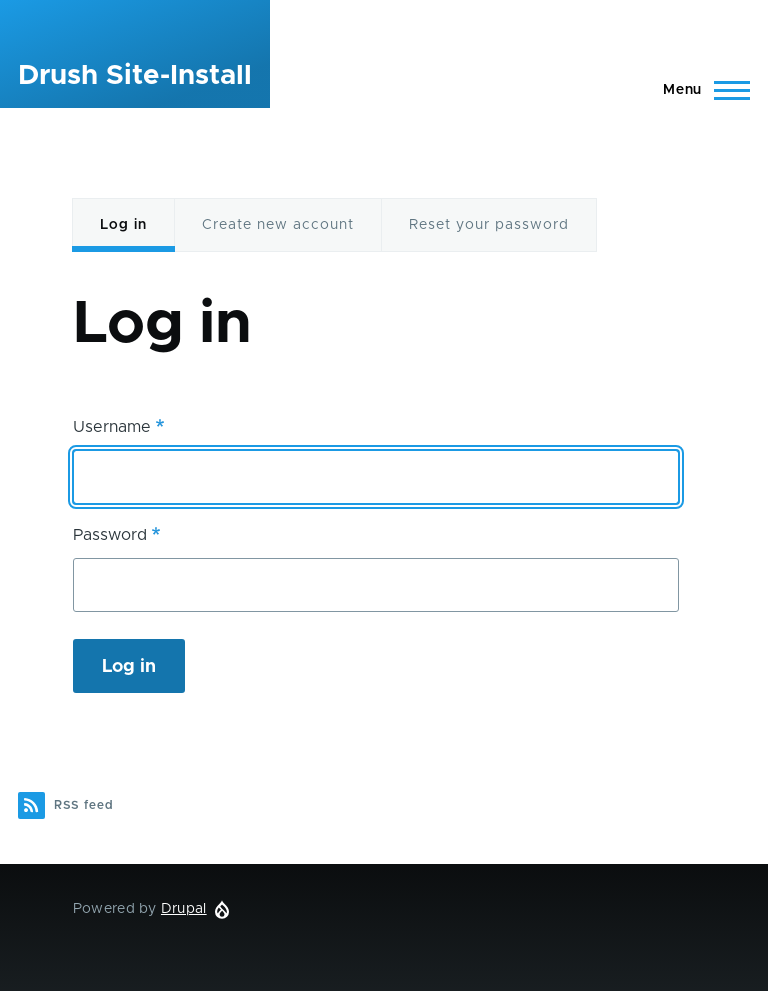 Drush Site-Install
Menu
Log in
Create new account
Reset your password
Log in
Username *
Password *
Log in
RSS feed
Powered by Drupal